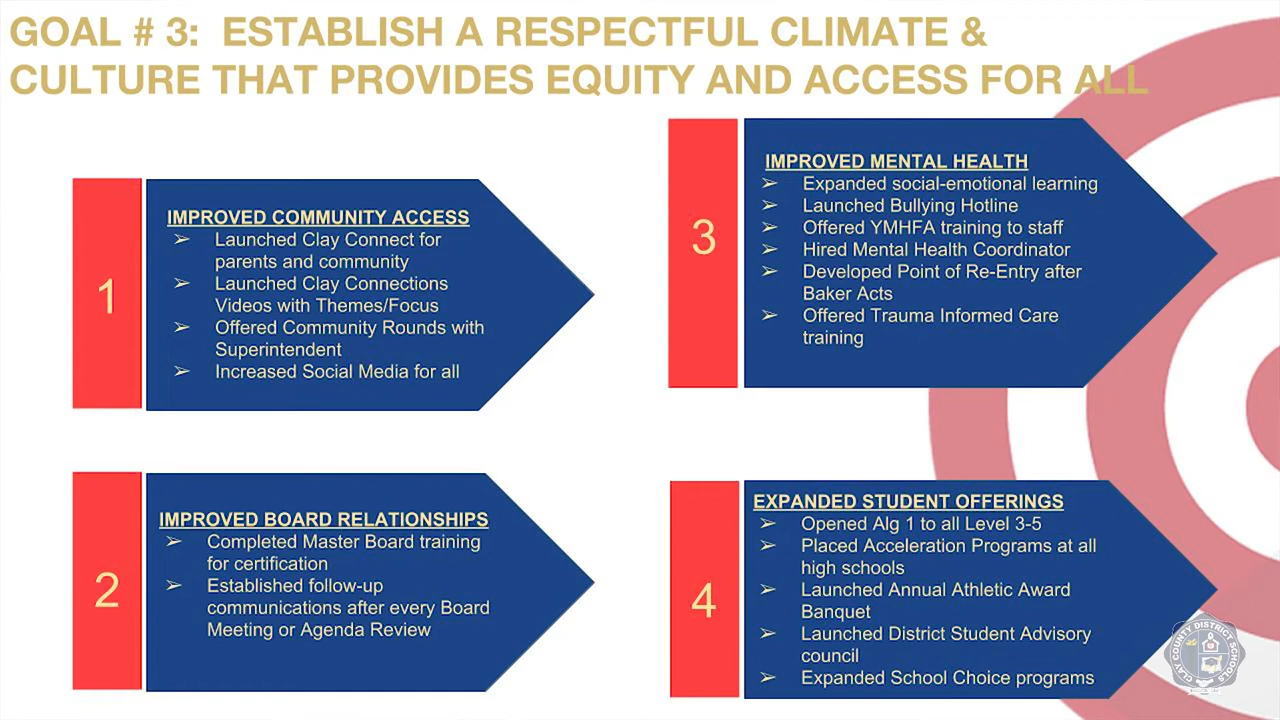 GOAL # 3: ESTABLISH A RESPECTFUL CLIMATE &
CULTURE THAT PROVIDES EQUITY AND ACCESS FOR ALL
1
IMPROVED COMMUNITY ACCESS
➢ Launched Clay Connect for
parents and community
➢ Launched Clay Connections
Videos with Themes/Focus
➢ Offered Community Rounds with
Superintendent
➢ Increased Social Media for all
2
IMPROVED BOARD RELATIONSHIPS
➢ Completed Master Board training
for certification
➢ Established follow-up
communications after every Board
Meeting or Agenda Review
3
IMPROVED MENTAL HEALTH
➢ Expanded social-emotional learning
➢ Launched Bullying Hotline
➢ Offered YMHFA training to staff
➢ Hired Mental Health Coordinator
➢ Developed Point of Re-Entry after
Baker Acts
➢ Offered Trauma Informed Care
training
4
EXPANDED STUDENT OFFERINGS
➢ Opened Alg 1 to all Level 3-5
➢ Placed Acceleration Programs at all
high schools
➢ Launched Annual Athletic Award
Banquet
➢ Launched District Student Advisory
council
➢ Expanded School Choice programs
CLAY COUNTY DISTRICT SCHOOLS